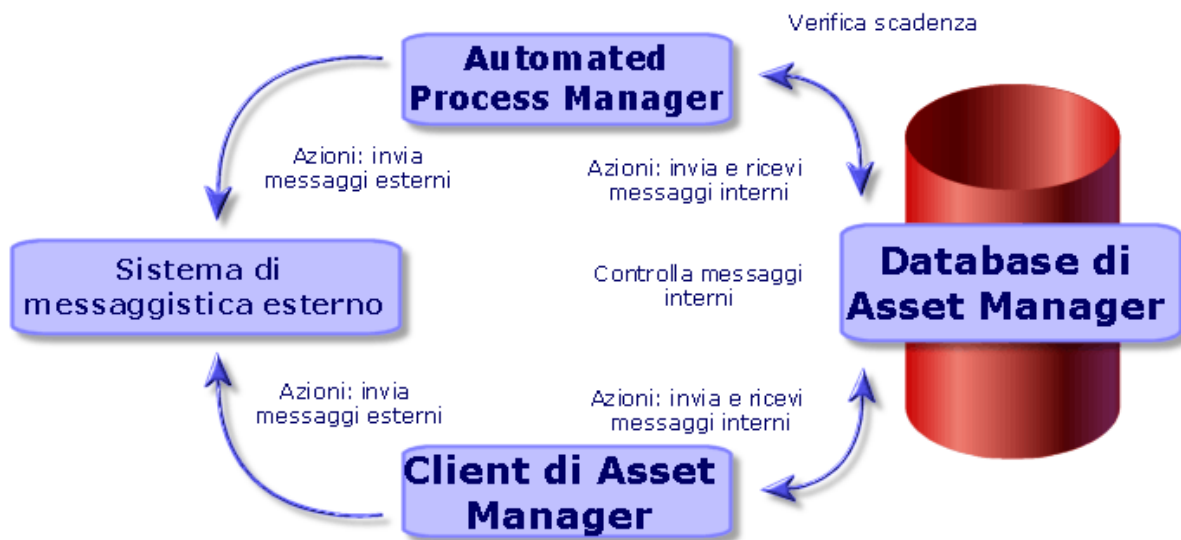 Verifica scadenza
Automated
Process Manager
Azioni: invia
messaggi esterni
Azioni: invia e ricevi
messaggi interni
Sistema di
messaggistica esterno
Controlla messaggi
interni
Database di
Asset Manager
Azioni: invia
messaggi esterni
Azioni: invia e ricevi
messaggi interni
Client di Asset
Manager